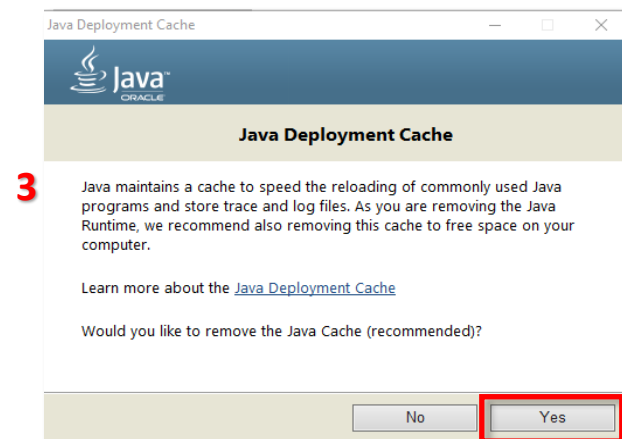 Java Deployment Cache
Java™
ORACLE
Java Deployment Cache
3
Java maintains a cache to speed the reloading of commonly used Java
programs and store trace and log files. As you are removing the Java
Runtime, we recommend also removing this cache to free space on your
computer.
Learn more about the Java Deployment Cache
Would you like to remove the Java Cache (recommended)?
No
Yes